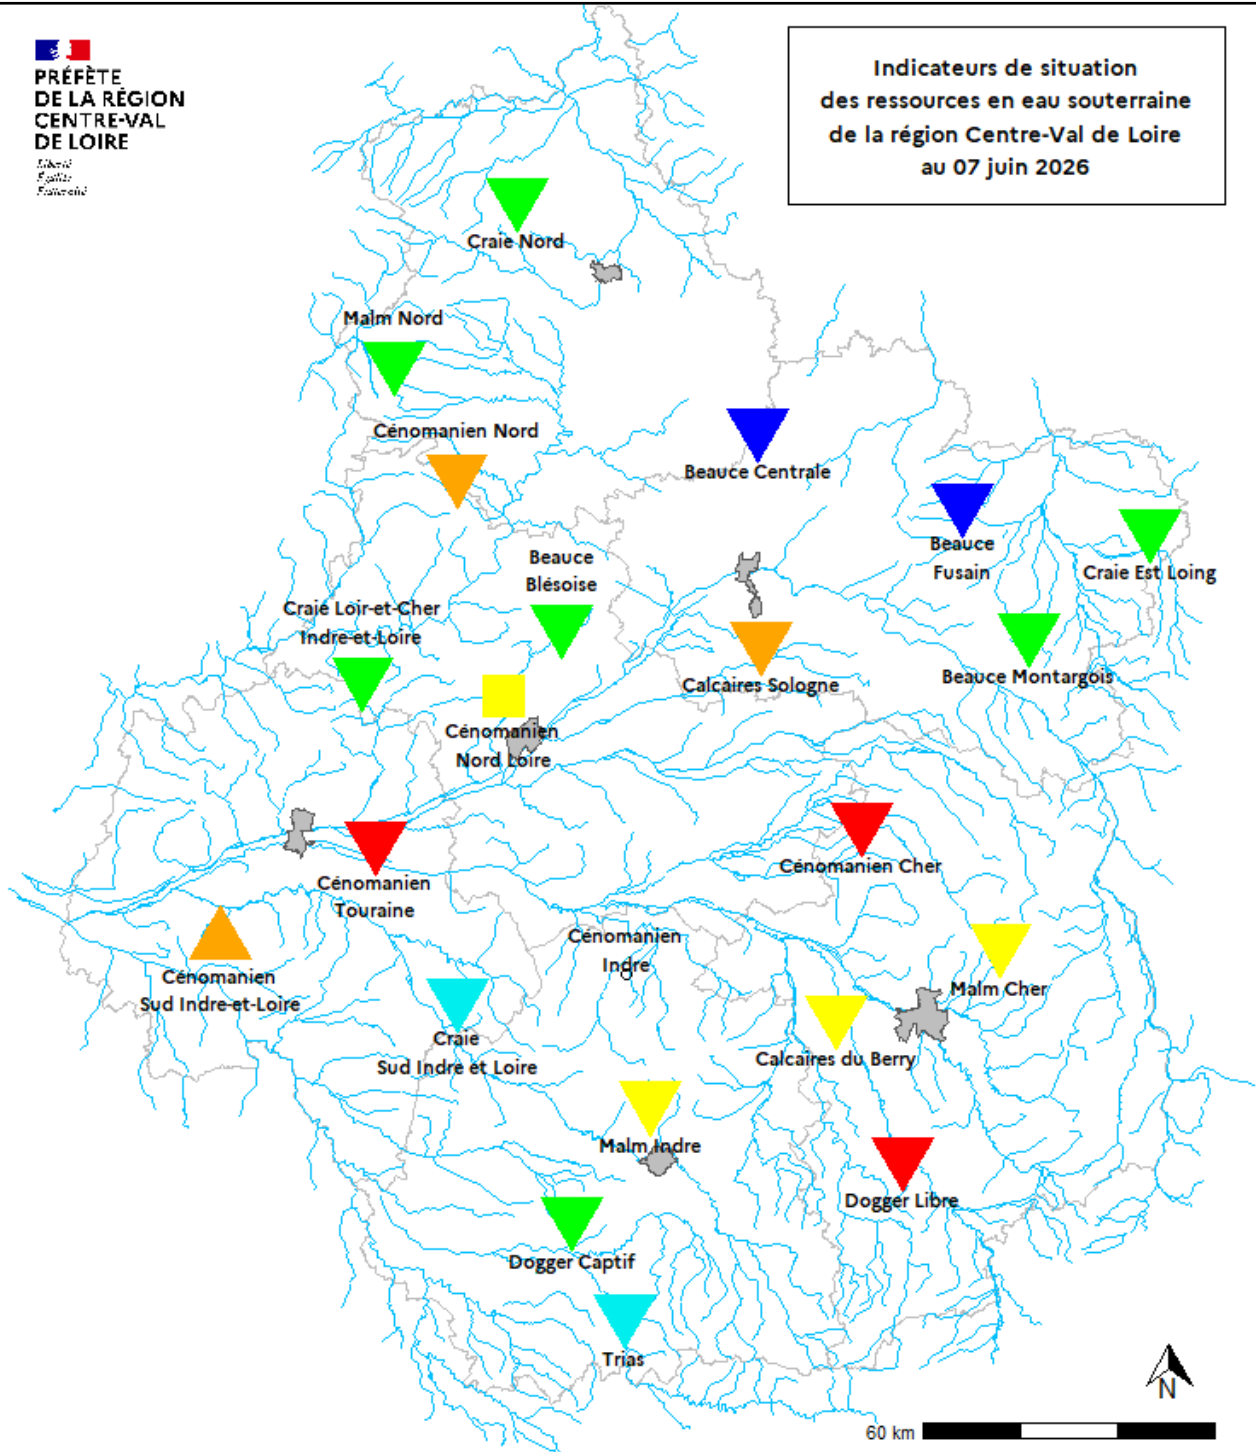 PRÉFÈTE
DE LA RÉGION
CENTRE-VAL
DE LOIRE
Liberté
Égalité
Fraternité
Indicateurs de situation
des ressources en eau souterraine
de la région Centre-Val de Loire
au 07 juin 2026
Craie Nord
Malm Nord
Cénomanien Nord
Beauce Centrale
Beauce
Fusain
Craie Est Loing
Beauce
Blésoise
Craie Loir-et-Cher
Indre-et-Loire
Calcaires Sologne
Beauce Montargois
Cénomanien
Nord Loire
Cénomanien Cher
Cénomanien
Touraine
Cénomanien
Indre
Cénomanien
Sud Indre-et-Loire
Malm Cher
Craie
Sud Indre et Loire
Calcaires du Berry
Malm Indre
Dogger Libre
Dogger Captif
Trias
N
60 km